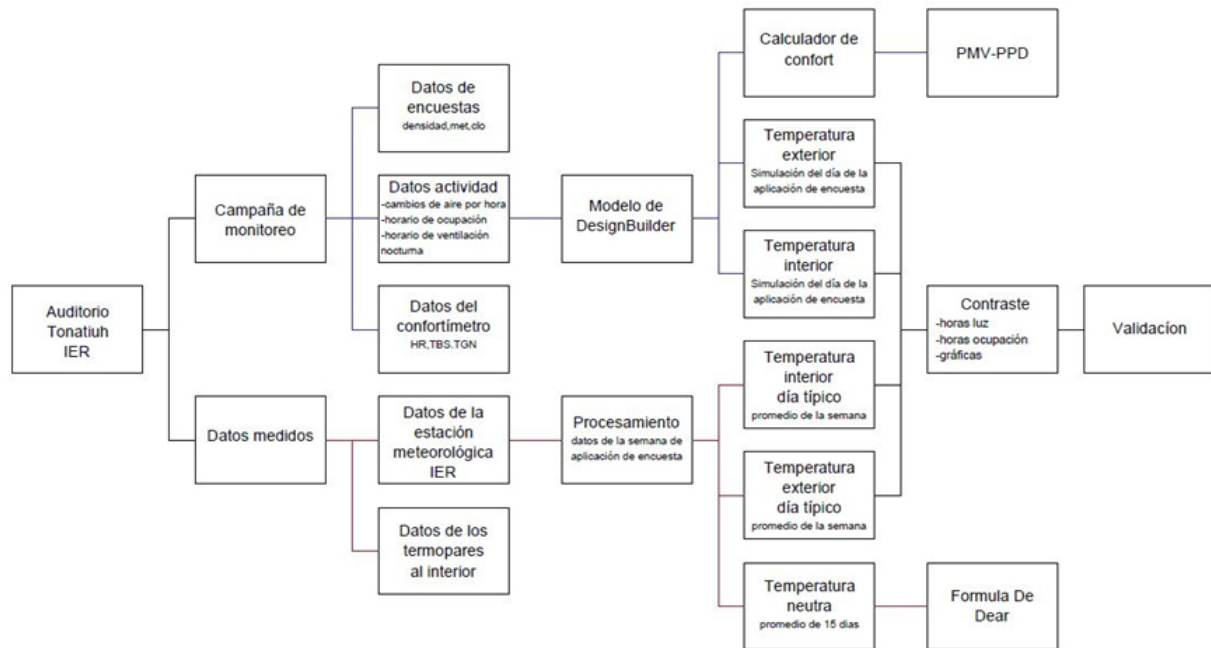 Auditorio
Tonatiuh
IER
Campaña de
monitoreo
Datos medidos
Datos de
encuestas
densidad,met,clo
Datos actividad
-cambios de aire por hora
-horario de ocupación
-horario de ventilación
nocturna
Datos del
confortímetro
HR,TBS.TGN
Datos de la
estación
meteorológica
IER
Datos de los
termopares
al interior
Modelo de
DesignBuilder
Procesamiento
datos de la semana de
aplicación de encuesta
Calculador de
confort
Temperatura
exterior
Simulación del día de la
aplicación de encuesta
Temperatura
interior
Simulación del día de la
aplicación de encuesta
Temperatura
interior
día típico
promedio de la semana
Temperatura
exterior
día típico
promedio de la semana
Temperatura
neutra
promedio de 15 dias
PMV-PPD
Contraste
-horas luz
-horas ocupación
-gráficas
Formula De
Dear
Validacíon